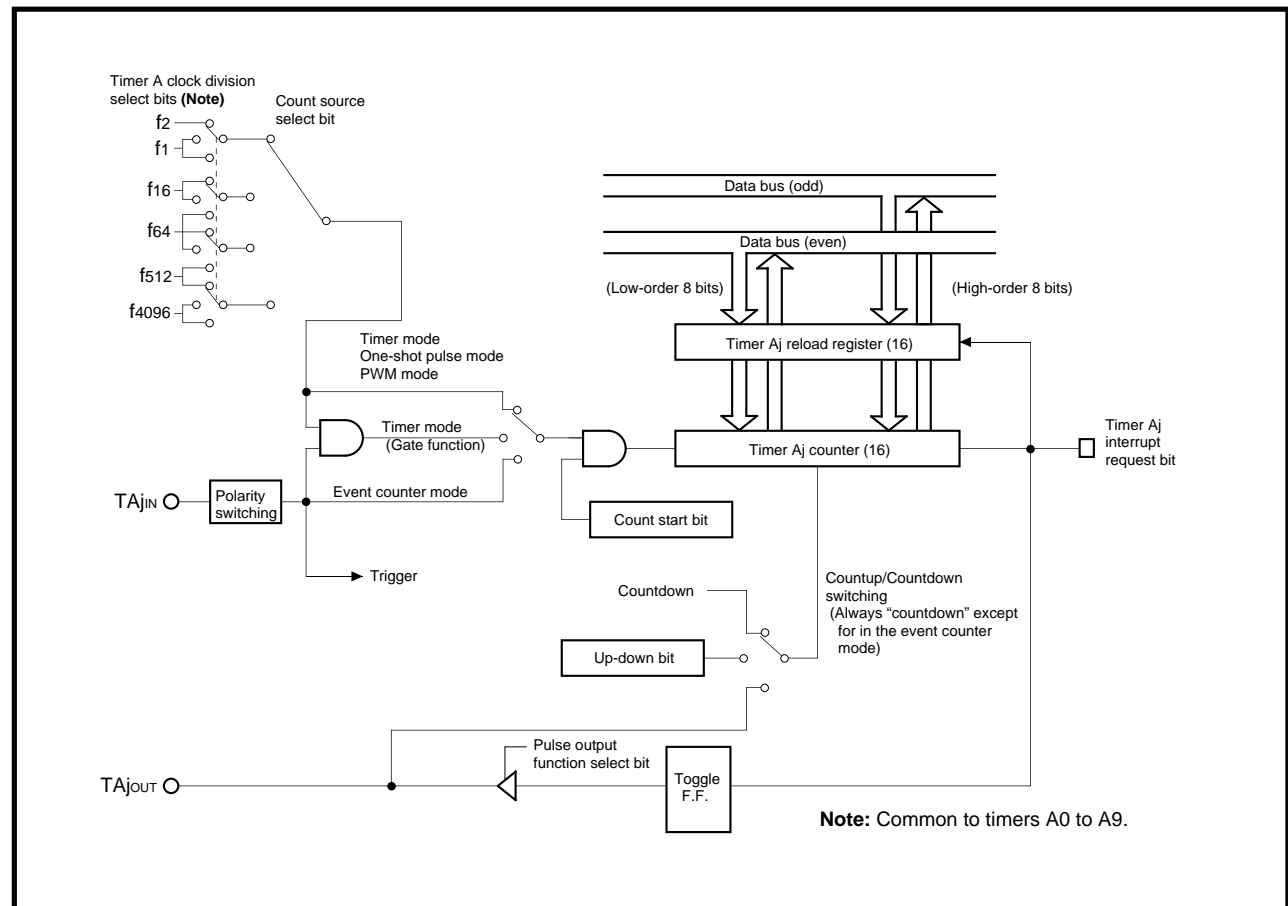 Timer A clock division
select bits (Note)
Count source
select bit
f2
f1
f16
f64
f512
f4096
Data bus (odd)
Data bus (even)
(Low-order 8 bits)
(High-order 8 bits)
Timer mode
One-shot pulse mode
PWM mode
Timer Aj reload register (16)
Timer mode
(Gate function)
Timer Aj counter (16)
Timer Aj
interrupt
request bit
TAjIN
Polarity
switching
Event counter mode
Count start bit
Trigger
Countdown
Countup/Countdown
switching
(Always “countdown” except
for in the event counter
mode)
Up-down bit
Pulse output
function select bit
TAjOUT
Toggle
F.F.
Note: Common to timers A0 to A9.